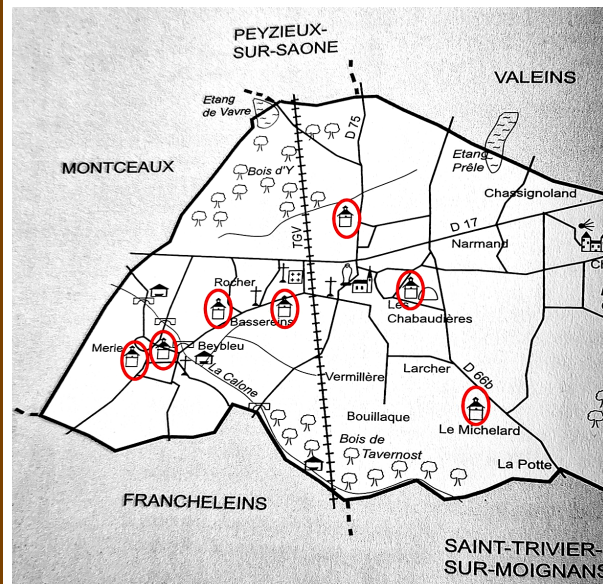 PEYZIEUX-
SUR-SAONE
VALEINS
Etang
de Vavre
D 75
MONTCEAUX
Bois d'Y
Etang
Prêle
Chassignoland
TGV
D 17
Narmand
Rocher
Bassereins
Les
Chabaudières
Merie
Beybleu
La Calone
Vermillère
Larcher
D 66b
Bouillaque
Le Michelard
Bois de
Tavernost
La Potte
FRANCHELEINS
SAINT-TRIVIER-
SUR-MOIGNANS